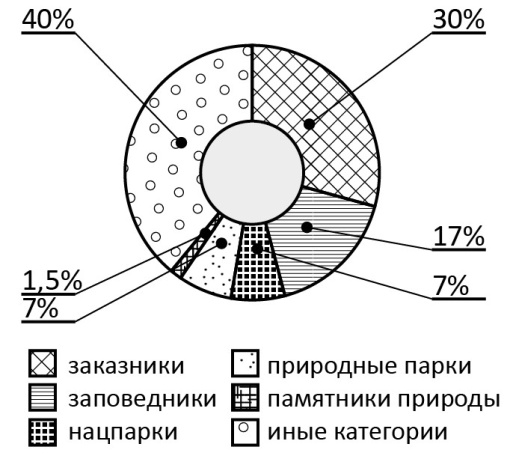 40%
30%
17%
1,5%
7%
7%
заказники
природные парки
заповедники
памятники природы
нацпарки
иные категории